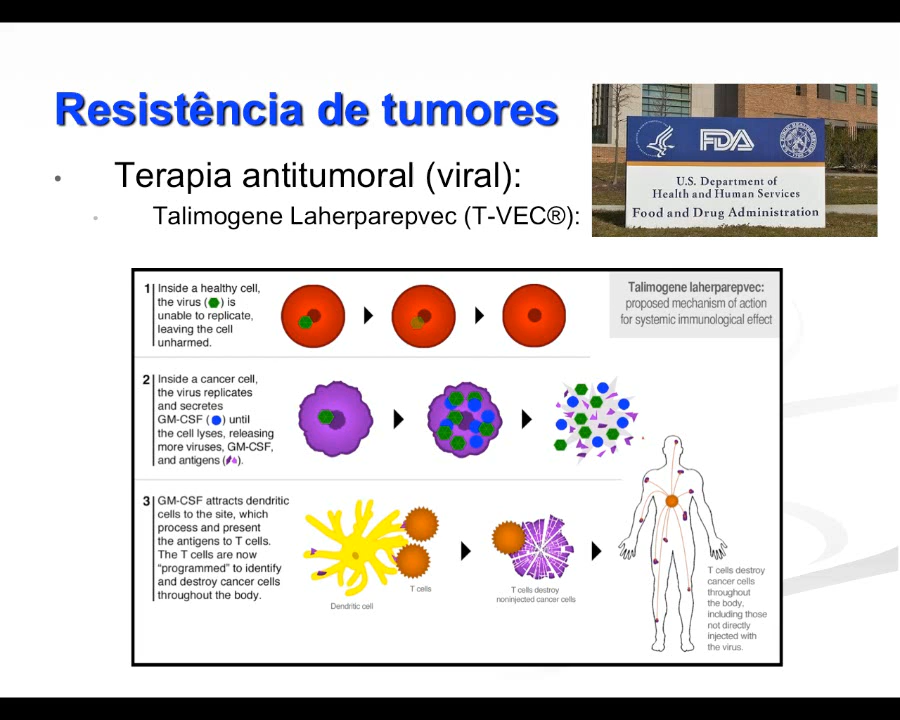 Resistência de tumores
FDA
U.S. Department of
Health and Human Services
Food and Drug Administration
• Terapia antitumoral (viral):
• Talimogene Laherparepvec (T-VEC®):
Talimogene laherparepvec:
proposed mechanism of action
for systemic immunological effect
1 Inside a healthy cell,
the virus ( ) is
unable to replicate,
leaving the cell
unharmed.
2 Inside a cancer cell,
the virus replicates
and secretes
GM-CSF ( ) until
the cell lyses, releasing
more viruses, GM-CSF,
and antigens ( ).
3 GM-CSF attracts dendritic
cells to the site, which
process and present
the antigens to T cells.
The T cells are now
“programmed” to identify
and destroy cancer cells
throughout the body.
Dendritic cell
T cells
T cells destroy
noninjected cancer cells
T cells destroy
cancer cells
throughout
the body,
including those
not directly
injected with
the virus.